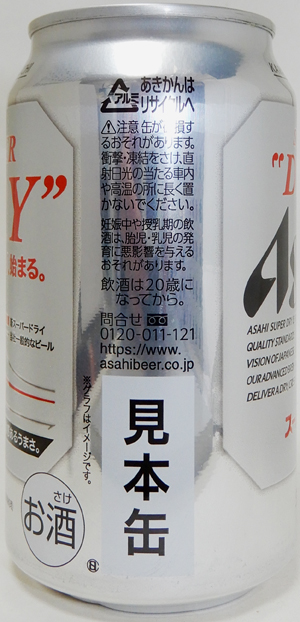 アルミ
あきかんは
リサイクルへ
⚠注意 缶が破損す
るおそれがあります。
衝撃・凍結をさけ、直
射日光の当たる車内
や高温の所に長く置
かないでください。
妊娠中や授乳期の飲
酒は、胎児・乳児の発
育に悪影響を与える
おそれがあります。
飲酒は20歳に
なってから。
問合せ
0120-011-121
https://www.
asahibeer.co.jp
※グラフはイメージです。
見本缶
さけ
お酒
R
Y”
始まる。
スーパードライ
一般的なビール
うまさ。
“D
AS
ASAHI SUPER DRY
QUALITY STANDARD
VISION OF JAPANESE
OUR ADVANCED
DELIVER A DRY
ス